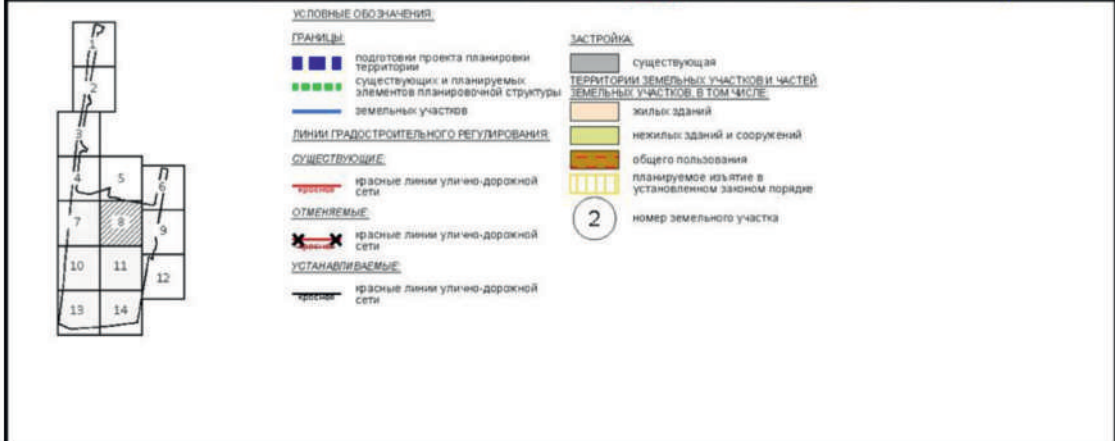 1
2
3
4
5
6
7
8
9
10
11
12
13
14
УСЛОВНЫЕ ОБОЗНАЧЕНИЯ:
ГРАНИЦЫ:
подготовки проекта планировки
территории
существующих и планируемых
элементов планировочной структуры
земельных участков
ЛИНИИ ГРАДОСТРОИТЕЛЬНОГО РЕГУЛИРОВАНИЯ:
СУЩЕСТВУЮЩИЕ:
красные
красные линии улично-дорожной
сети
ОТМЕНЯЕМЫЕ:
красные
красные линии улично-дорожной
сети
УСТАНАВЛИВАЕМЫЕ:
красные
красные линии улично-дорожной
сети
ЗАСТРОЙКА:
существующая
ТЕРРИТОРИИ ЗЕМЕЛЬНЫХ УЧАСТКОВ И ЧАСТЕЙ
ЗЕМЕЛЬНЫХ УЧАСТКОВ, В ТОМ ЧИСЛЕ:
жилых зданий
нежилых зданий и сооружений
общего пользования
планируемое изъятие в
установленном законом порядке
2
номер земельного участка